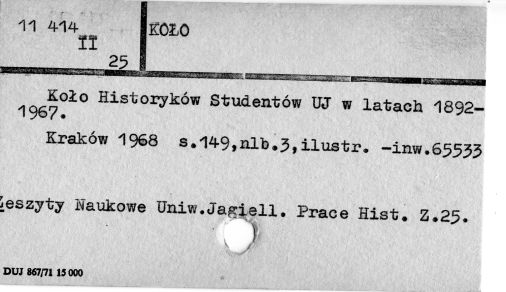 11 414
II
25
KOŁO
Koło Historyków Studentów UJ w latach 1892-
1967.
Kraków 1968 s.149,nlb.3,ilustr. -inw.65533
Zeszyty Naukowe Uniw.Jagiell. Prace Hist. Z.25.
DUJ 867/71 15 000